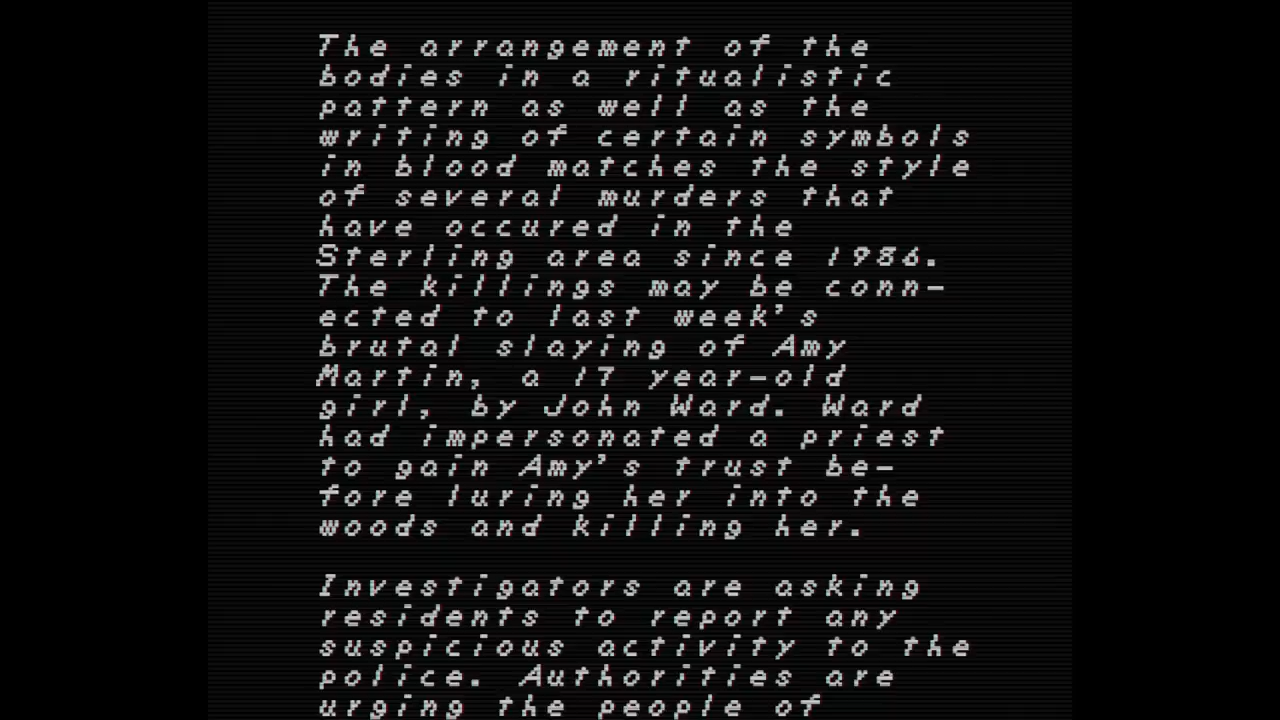 The arrangement of the
bodies in a ritualistic
pattern as well as the
writing of certain symbols
in blood matches the style
of several murders that
have occured in the
Sterling area since 1986.
The killings may be conn-
ected to last week's
brutal slaying of Amy
Martin, a 17 year-old
girl, by John Ward. Ward
had impersonated a priest
to gain Amy's trust be-
fore luring her into the
woods and killing her.
Investigators are asking
residents to report any
suspicious activity to the
police. Authorities are
urging the people of